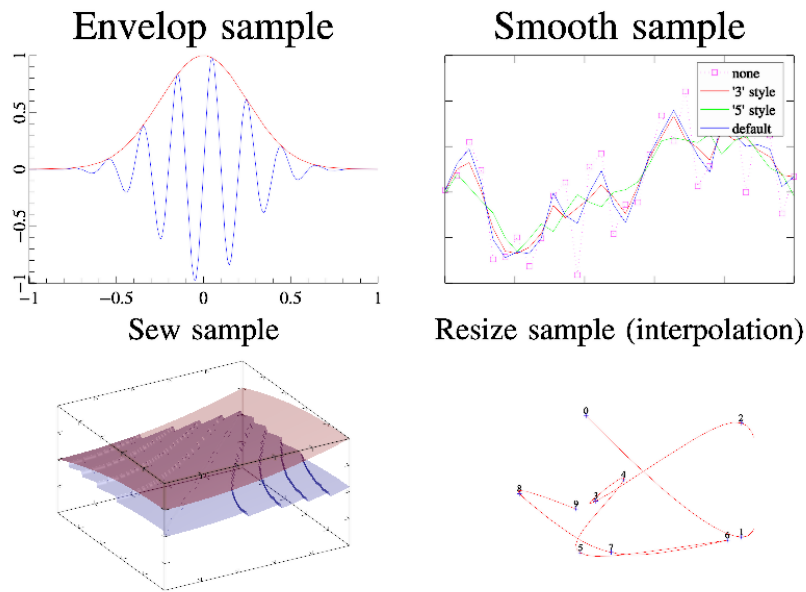 Envelop sample
Smooth sample
1
0.5
0
−0.5
−1
−1
−0.5
0
0.5
1
none
'3' style
'5' style
default
Sew sample
Resize sample (interpolation)
0
2
4
3
8
9
5
7
6
1